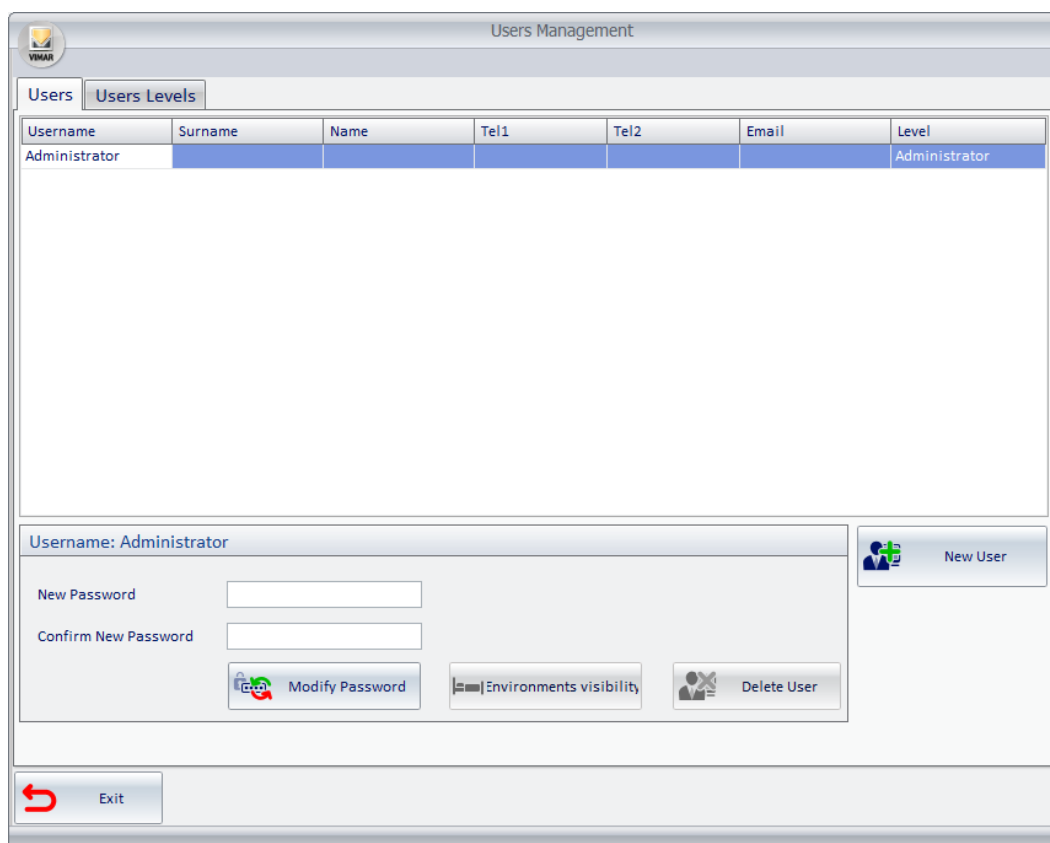 Users Management
VIMAR
Users Users Levels
Username Surname Name Tel1 Tel2 Email Level
Administrator Administrator
Username: Administrator
New User
New Password
Confirm New Password
Modify Password Environments visibility Delete User
Exit